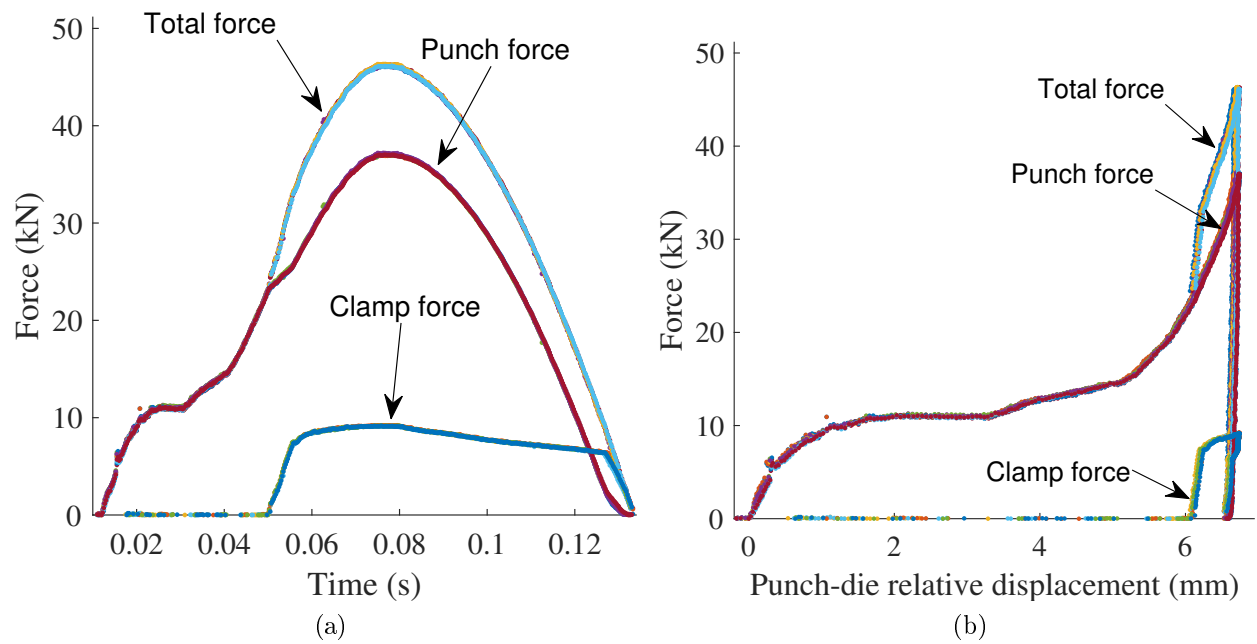 (a)
50
40
30
20
10
0
Force (kN)
Total force
Punch force
Clamp force
0.02 0.04 0.06 0.08 0.1 0.12
Time (s)
(b)
50
40
30
20
10
0
Force (kN)
Total force
Punch force
Clamp force
0 2 4 6
Punch-die relative displacement (mm)